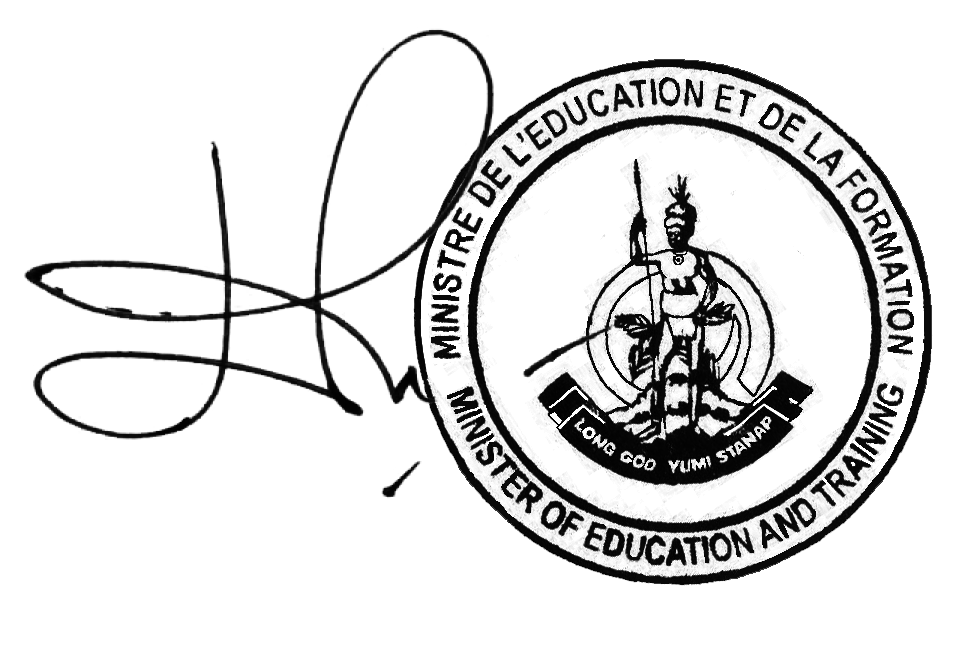 MINISTRE DE L'EDUCATION ET DE LA FORMATION
LONG GOD YUMI STANAP
MINISTER OF EDUCATION AND TRAINING